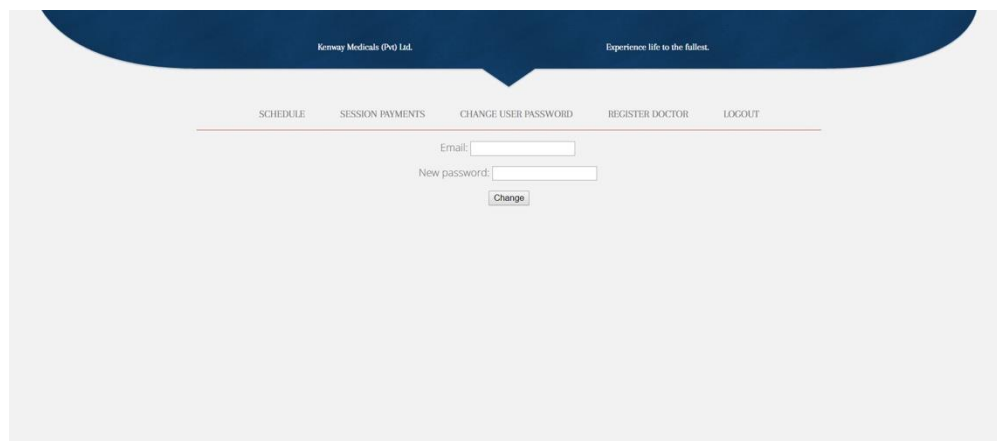 Kenway Medicals (Pvt) Ltd. Experience life to the fullest.
SCHEDULE SESSION PAYMENTS CHANGE USER PASSWORD REGISTER DOCTOR LOGOUT
Email:
New password:
Change